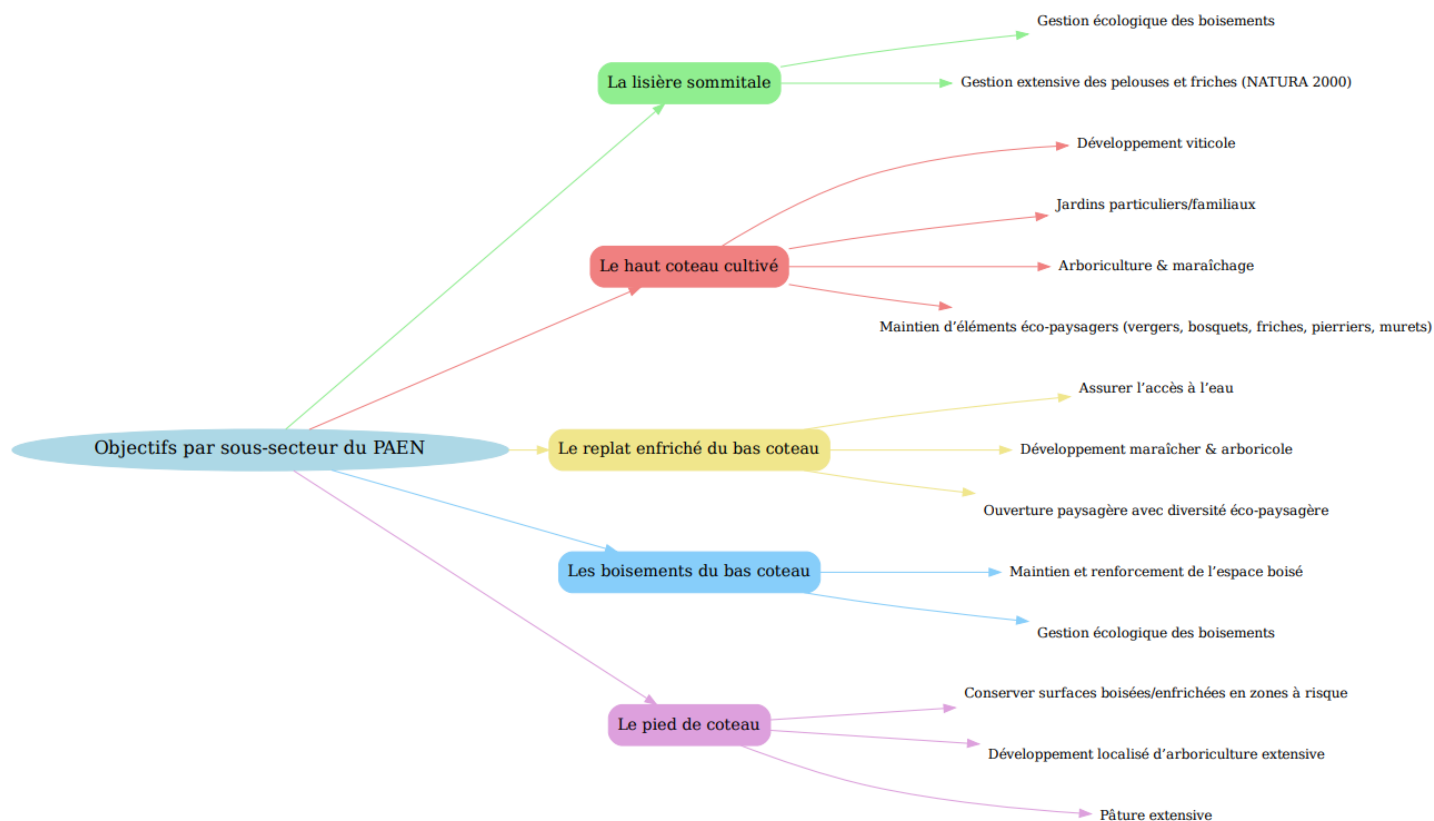 Objectifs par sous-secteur du PAEN
La lisière sommitale
Gestion écologique des boisements
Gestion extensive des pelouses et friches (NATURA 2000)
Le haut coteau cultivé
Développement viticole
Jardins particuliers/familiaux
Arboriculture & maraîchage
Maintien d’éléments éco-paysagers (vergers, bosquets, friches, pierriers, murets)
Le replat enfriché du bas coteau
Assurer l’accès à l’eau
Développement maraîcher & arboricole
Ouverture paysagère avec diversité éco-paysagère
Les boisements du bas coteau
Maintien et renforcement de l’espace boisé
Gestion écologique des boisements
Le pied de coteau
Conserver surfaces boisées/enfrichées en zones à risque
Développement localisé d’arboriculture extensive
Pâture extensive